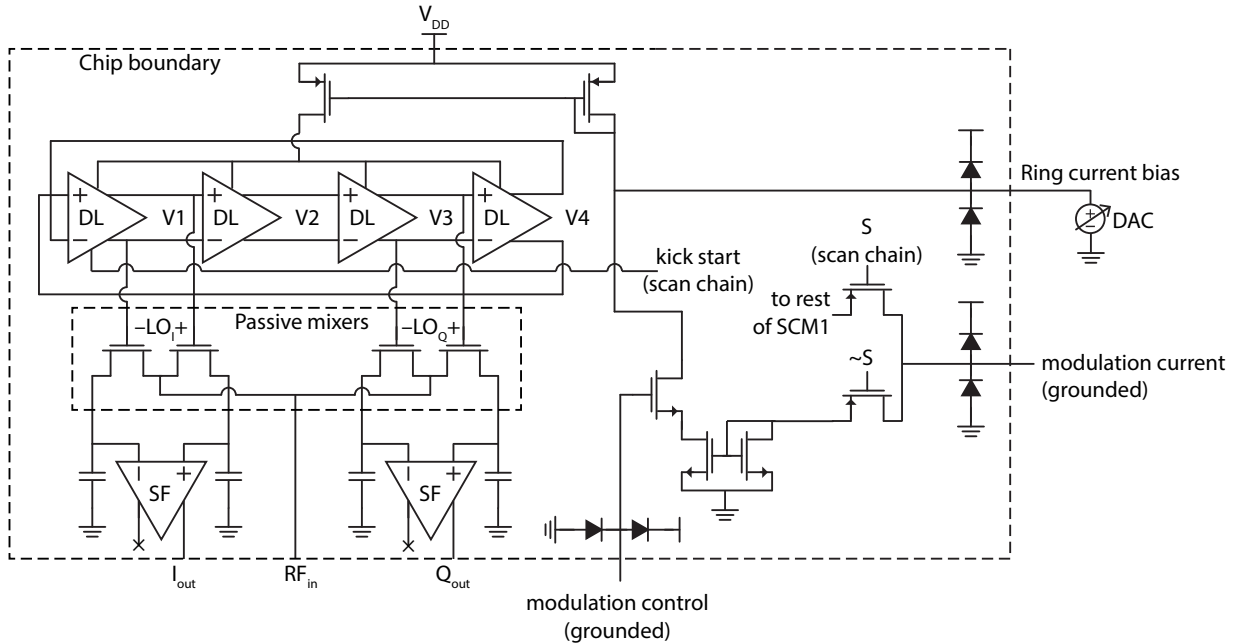 V_DD
Chip boundary
+ DL − V1
+ DL − V2
+ DL − V3
+ DL − V4
Ring current bias
+ − DAC
S
(scan chain)
kick start
(scan chain)
to rest
of SCM1
Passive mixers
−LO_I+
−LO_Q+
~S
modulation current
(grounded)
− + SF
− + SF
I_out
RF_in
Q_out
modulation control
(grounded)